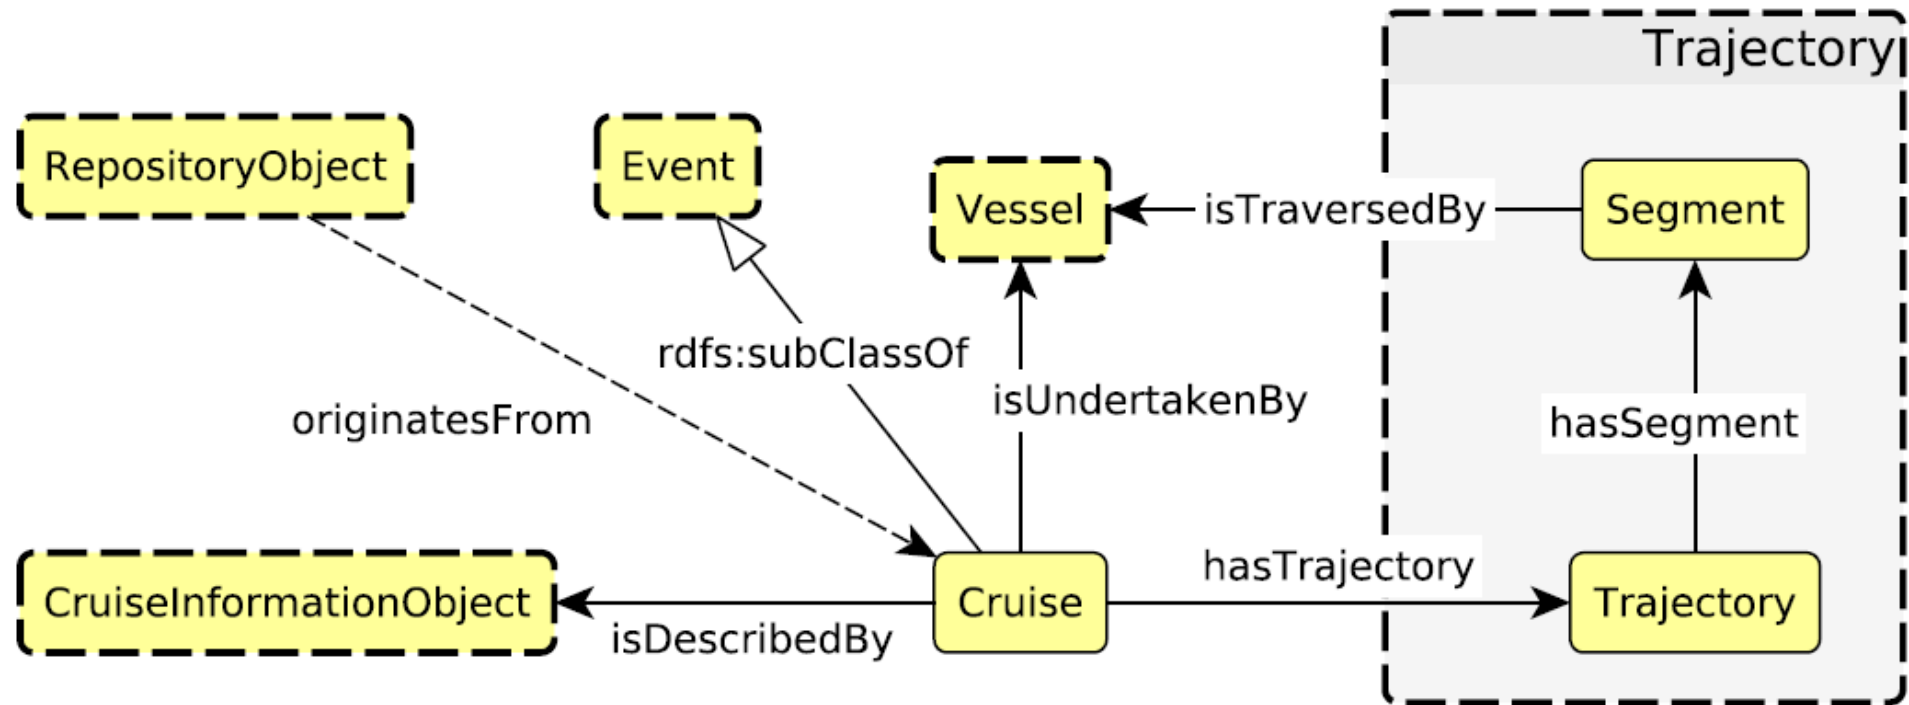 Trajectory
RepositoryObject
Event
Vessel
isTraversedBy
Segment
rdfs:subClassOf
isUndertakenBy
originatesFrom
hasSegment
hasTrajectory
CruiseInformationObject
Cruise
Trajectory
isDescribedBy